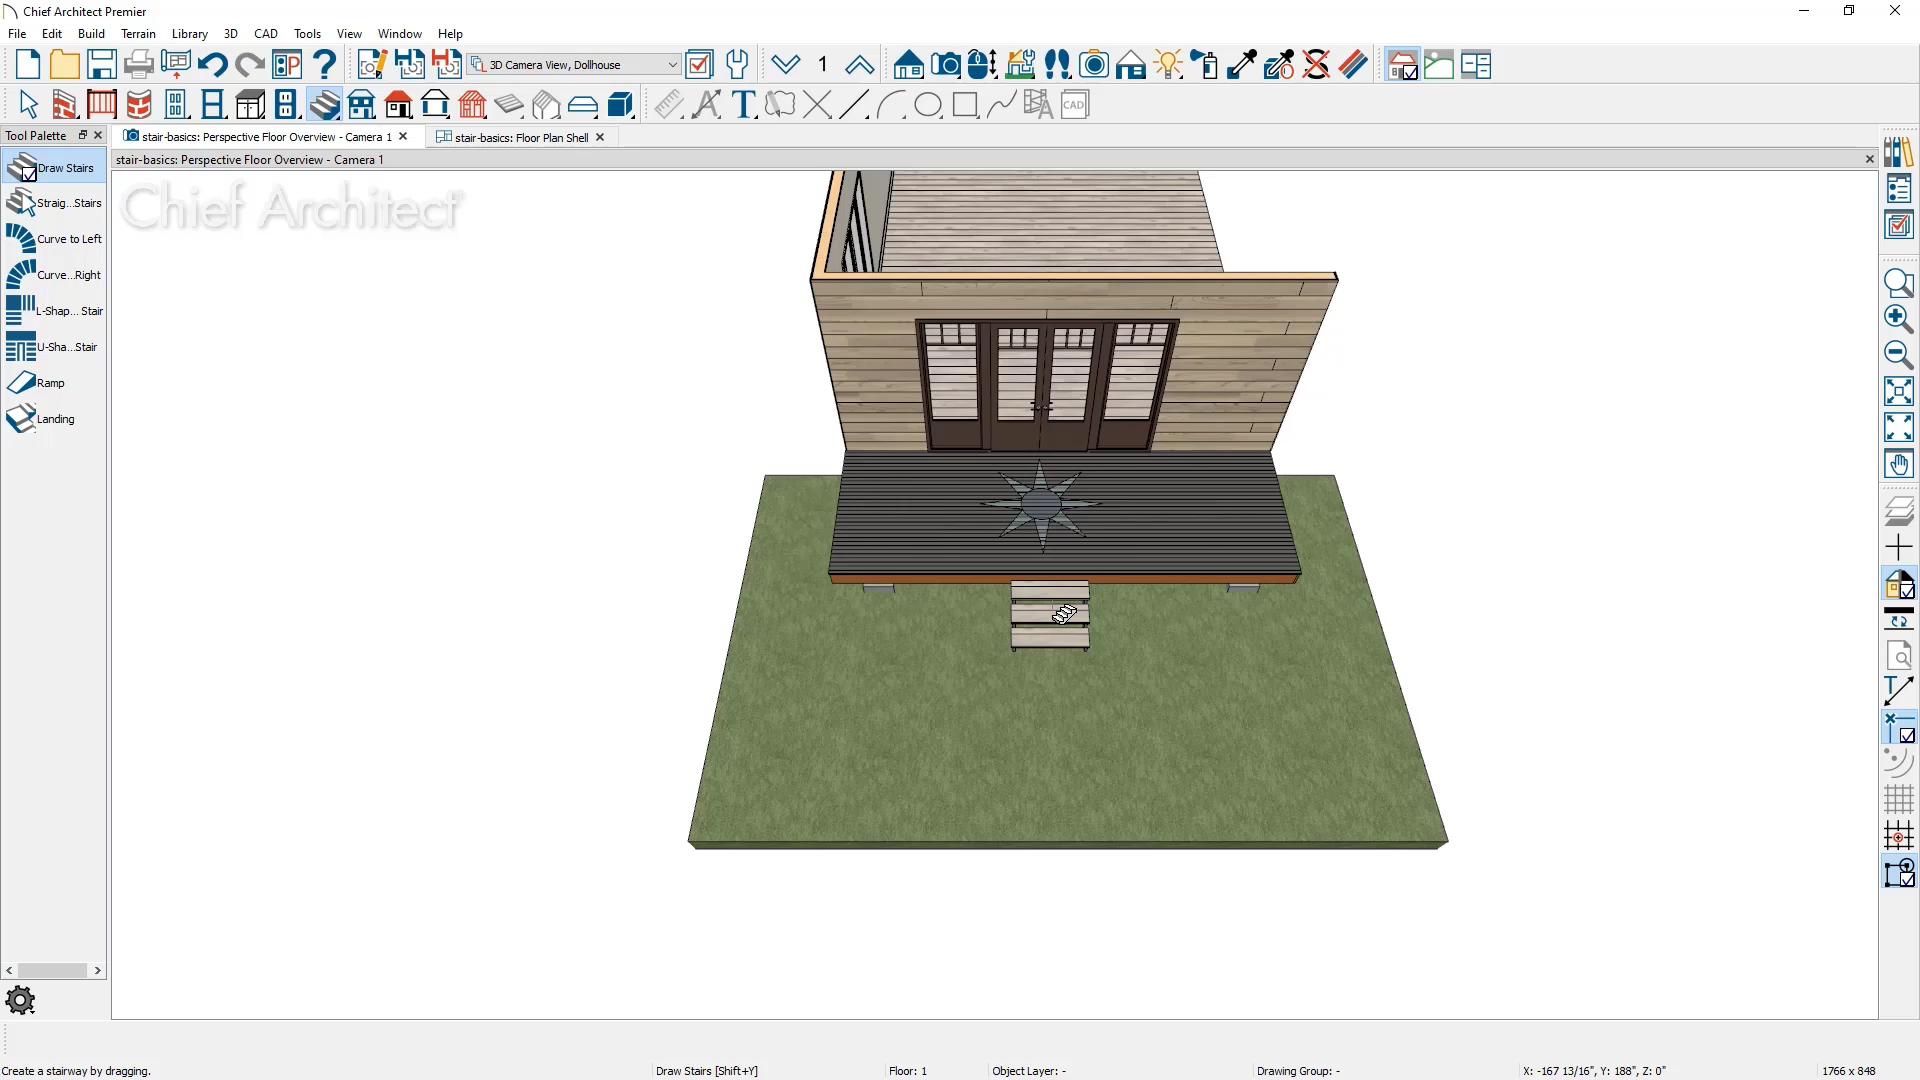 Chief Architect Premier
File Edit Build Terrain Library 3D CAD Tools View Window Help
3D Camera View, Dollhouse
1
CAD
Tool Palette
stair-basics: Perspective Floor Overview - Camera 1
stair-basics: Floor Plan Shell
stair-basics: Perspective Floor Overview - Camera 1
Draw Stairs
Straig...Stairs
Curve to Left
Curve...Right
L-Shap... Stair
U-Sha...Stair
Ramp
Landing
Chief Architect
Create a stairway by dragging.
Draw Stairs [Shift+Y]
Floor: 1
Object Layer: -
Drawing Group: -
X: -167 13/16", Y: 188", Z: 0"
1766 x 848